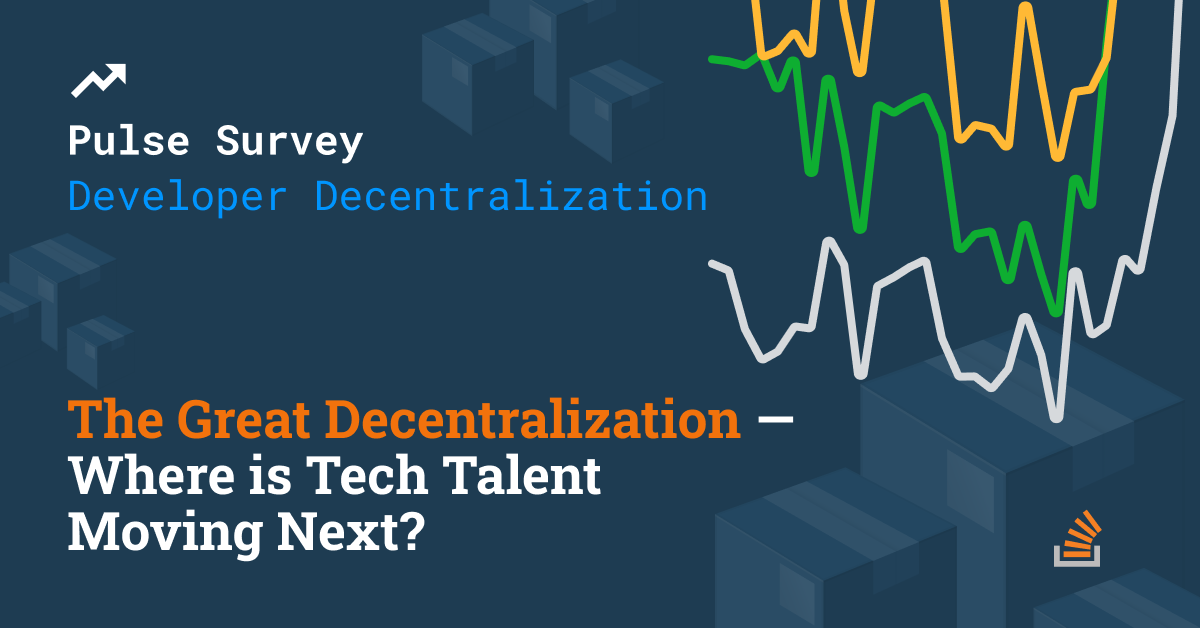 Pulse Survey
Developer Decentralization
The Great Decentralization —
Where is Tech Talent
Moving Next?